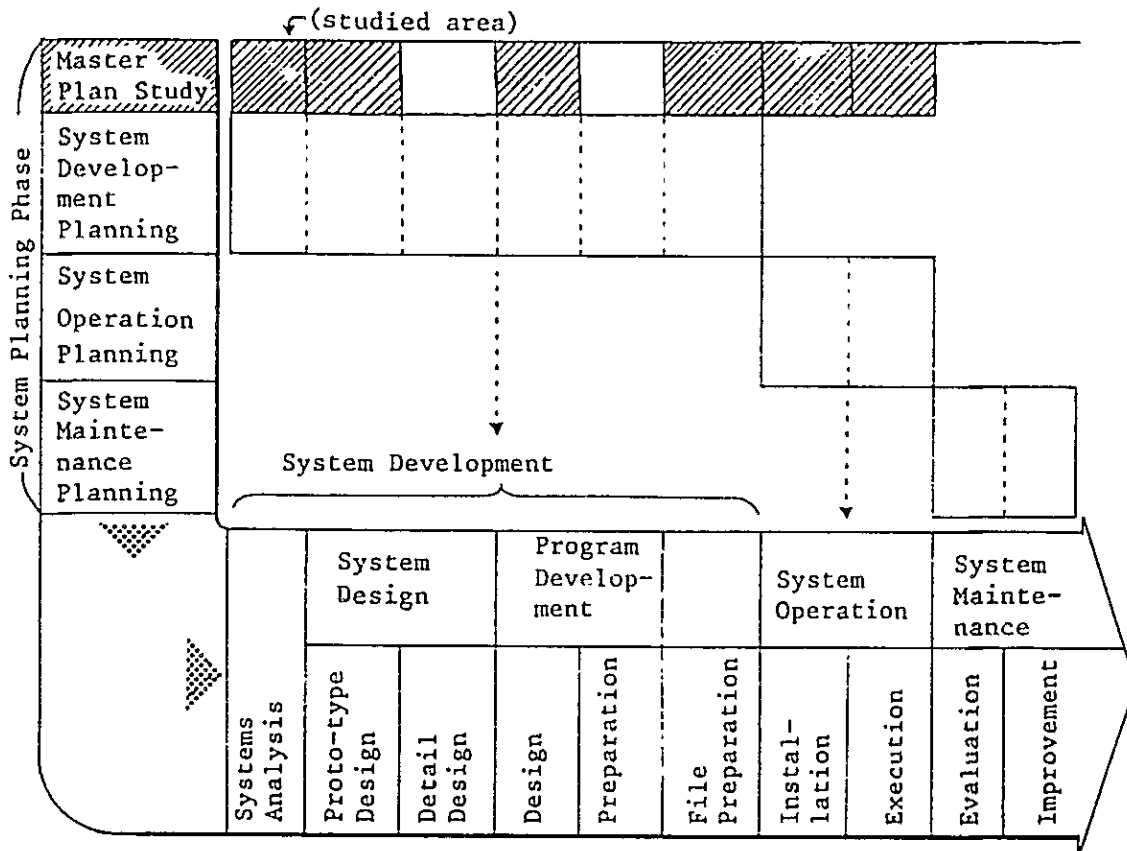 (studied area)
System Planning Phase
Master
Plan Study
System
Develop-
ment
Planning
System
Operation
Planning
System
Mainte-
nance
Planning
System Development
System
Design
Program
Develop-
ment
System
Operation
System
Mainte-
nance
Systems
Analysis
Proto-type
Design
Detail
Design
Design
Preparation
File
Preparation
Instal-
lation
Execution
Evaluation
Improvement